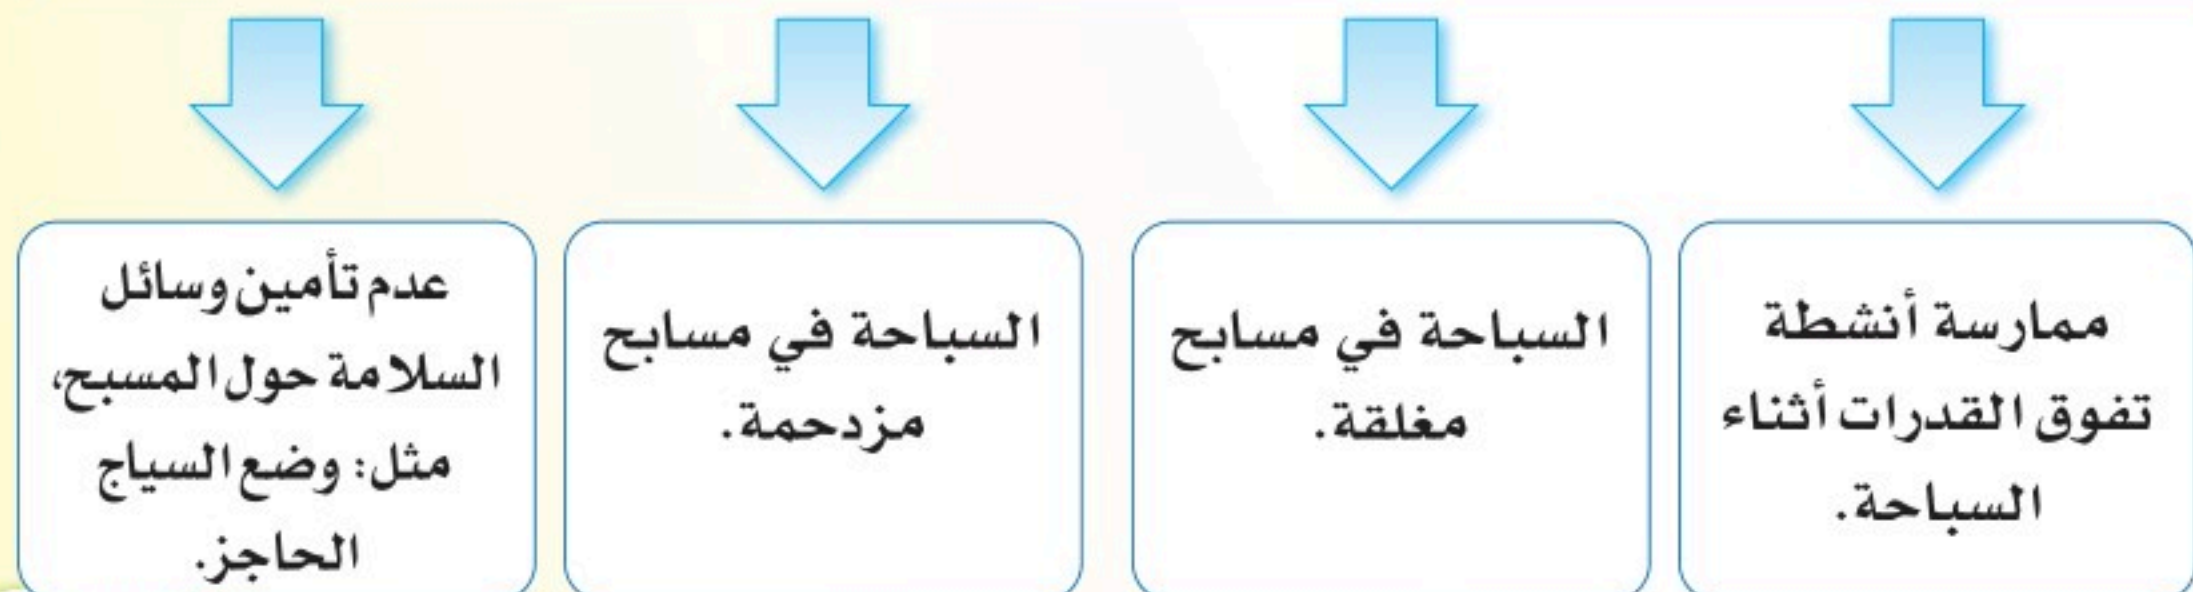 ممارسة أنشطة
تفوق القدرات أثناء
السباحة.
السباحة في مسابح
مغلقة.
السباحة في مسابح
مزدحمة.
عدم تأمين وسائل
السلامة حول المسبح،
مثل: وضع السياج
الحاجز.